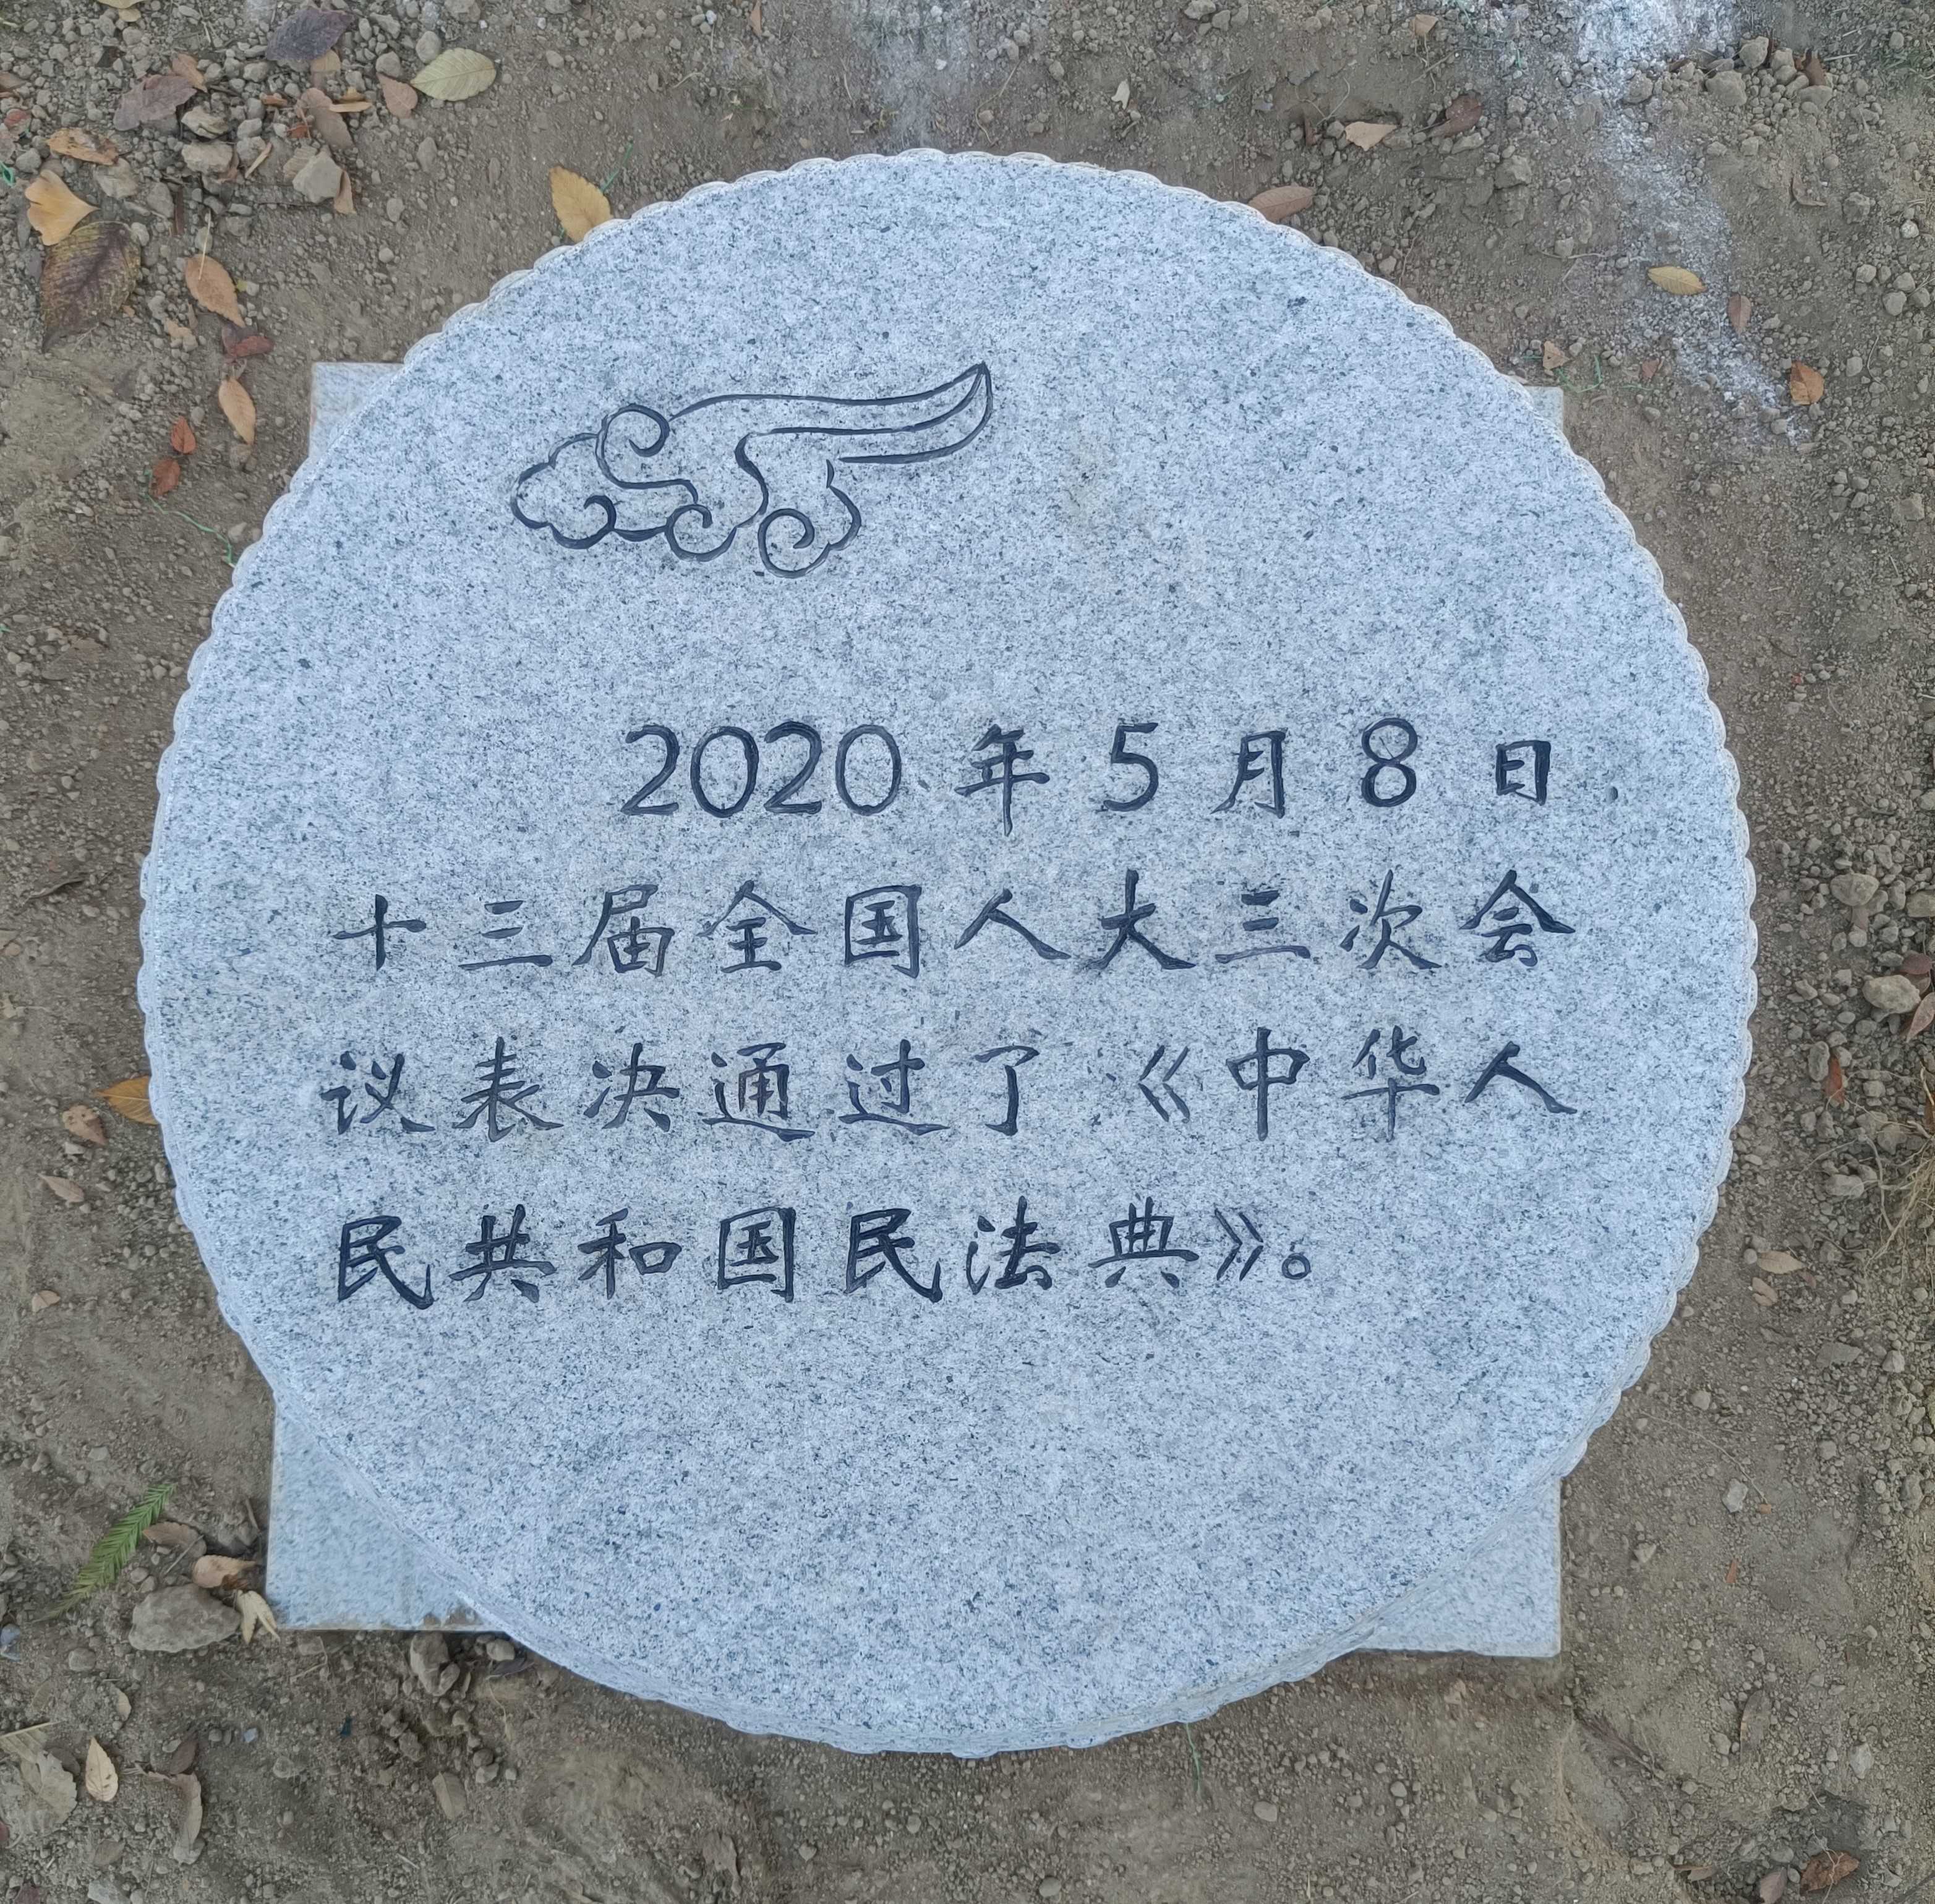 2020年5月8日
十三届全国人大三次会
议表决通过了《中华人
民共和国民法典》。